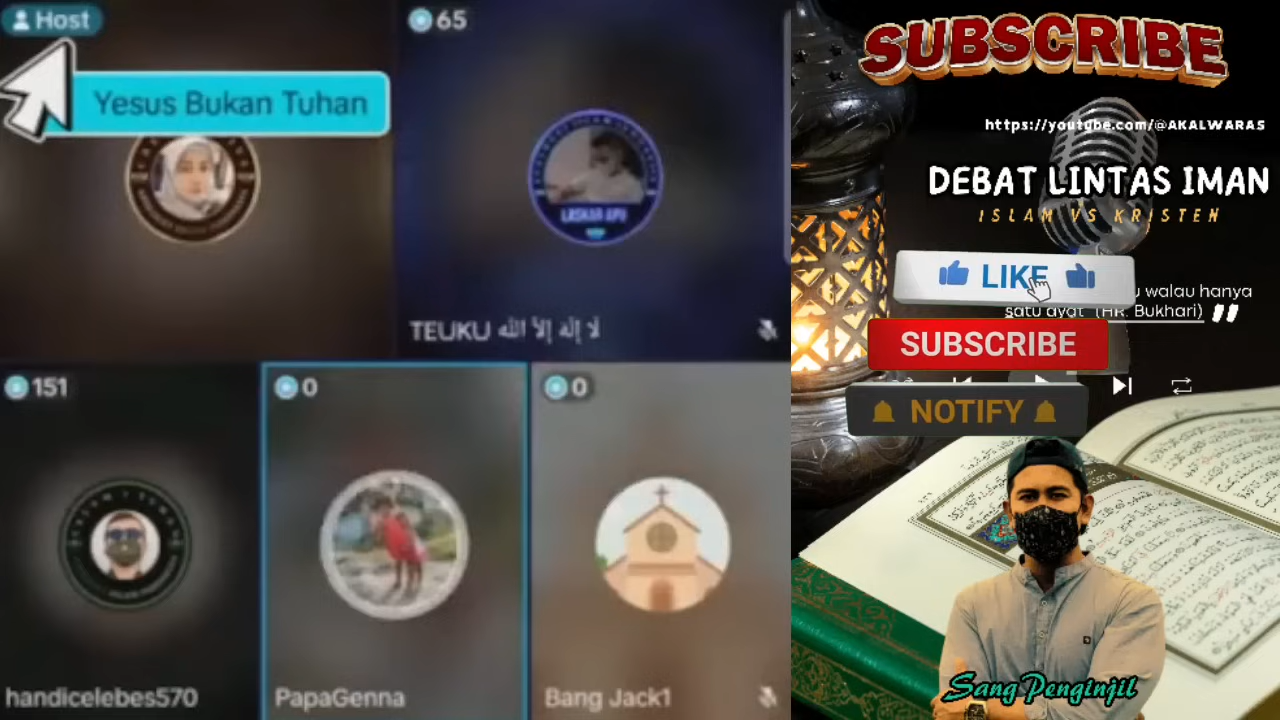 Host
Yesus Bukan Tuhan
65
LASKAR APU
TEUKU لا إله إلا الله
151
handicelebes570
0
PapaGenna
0
Bang Jack1
SUBSCRIBE
https://youtube.com/@AKALWARAS
DEBAT LINTAS IMAN
ISLAM VS KRISTEN
LIKE
walau hanya
satu ayat (HR. Bukhari)
SUBSCRIBE
NOTIFY
Sang Penginjil